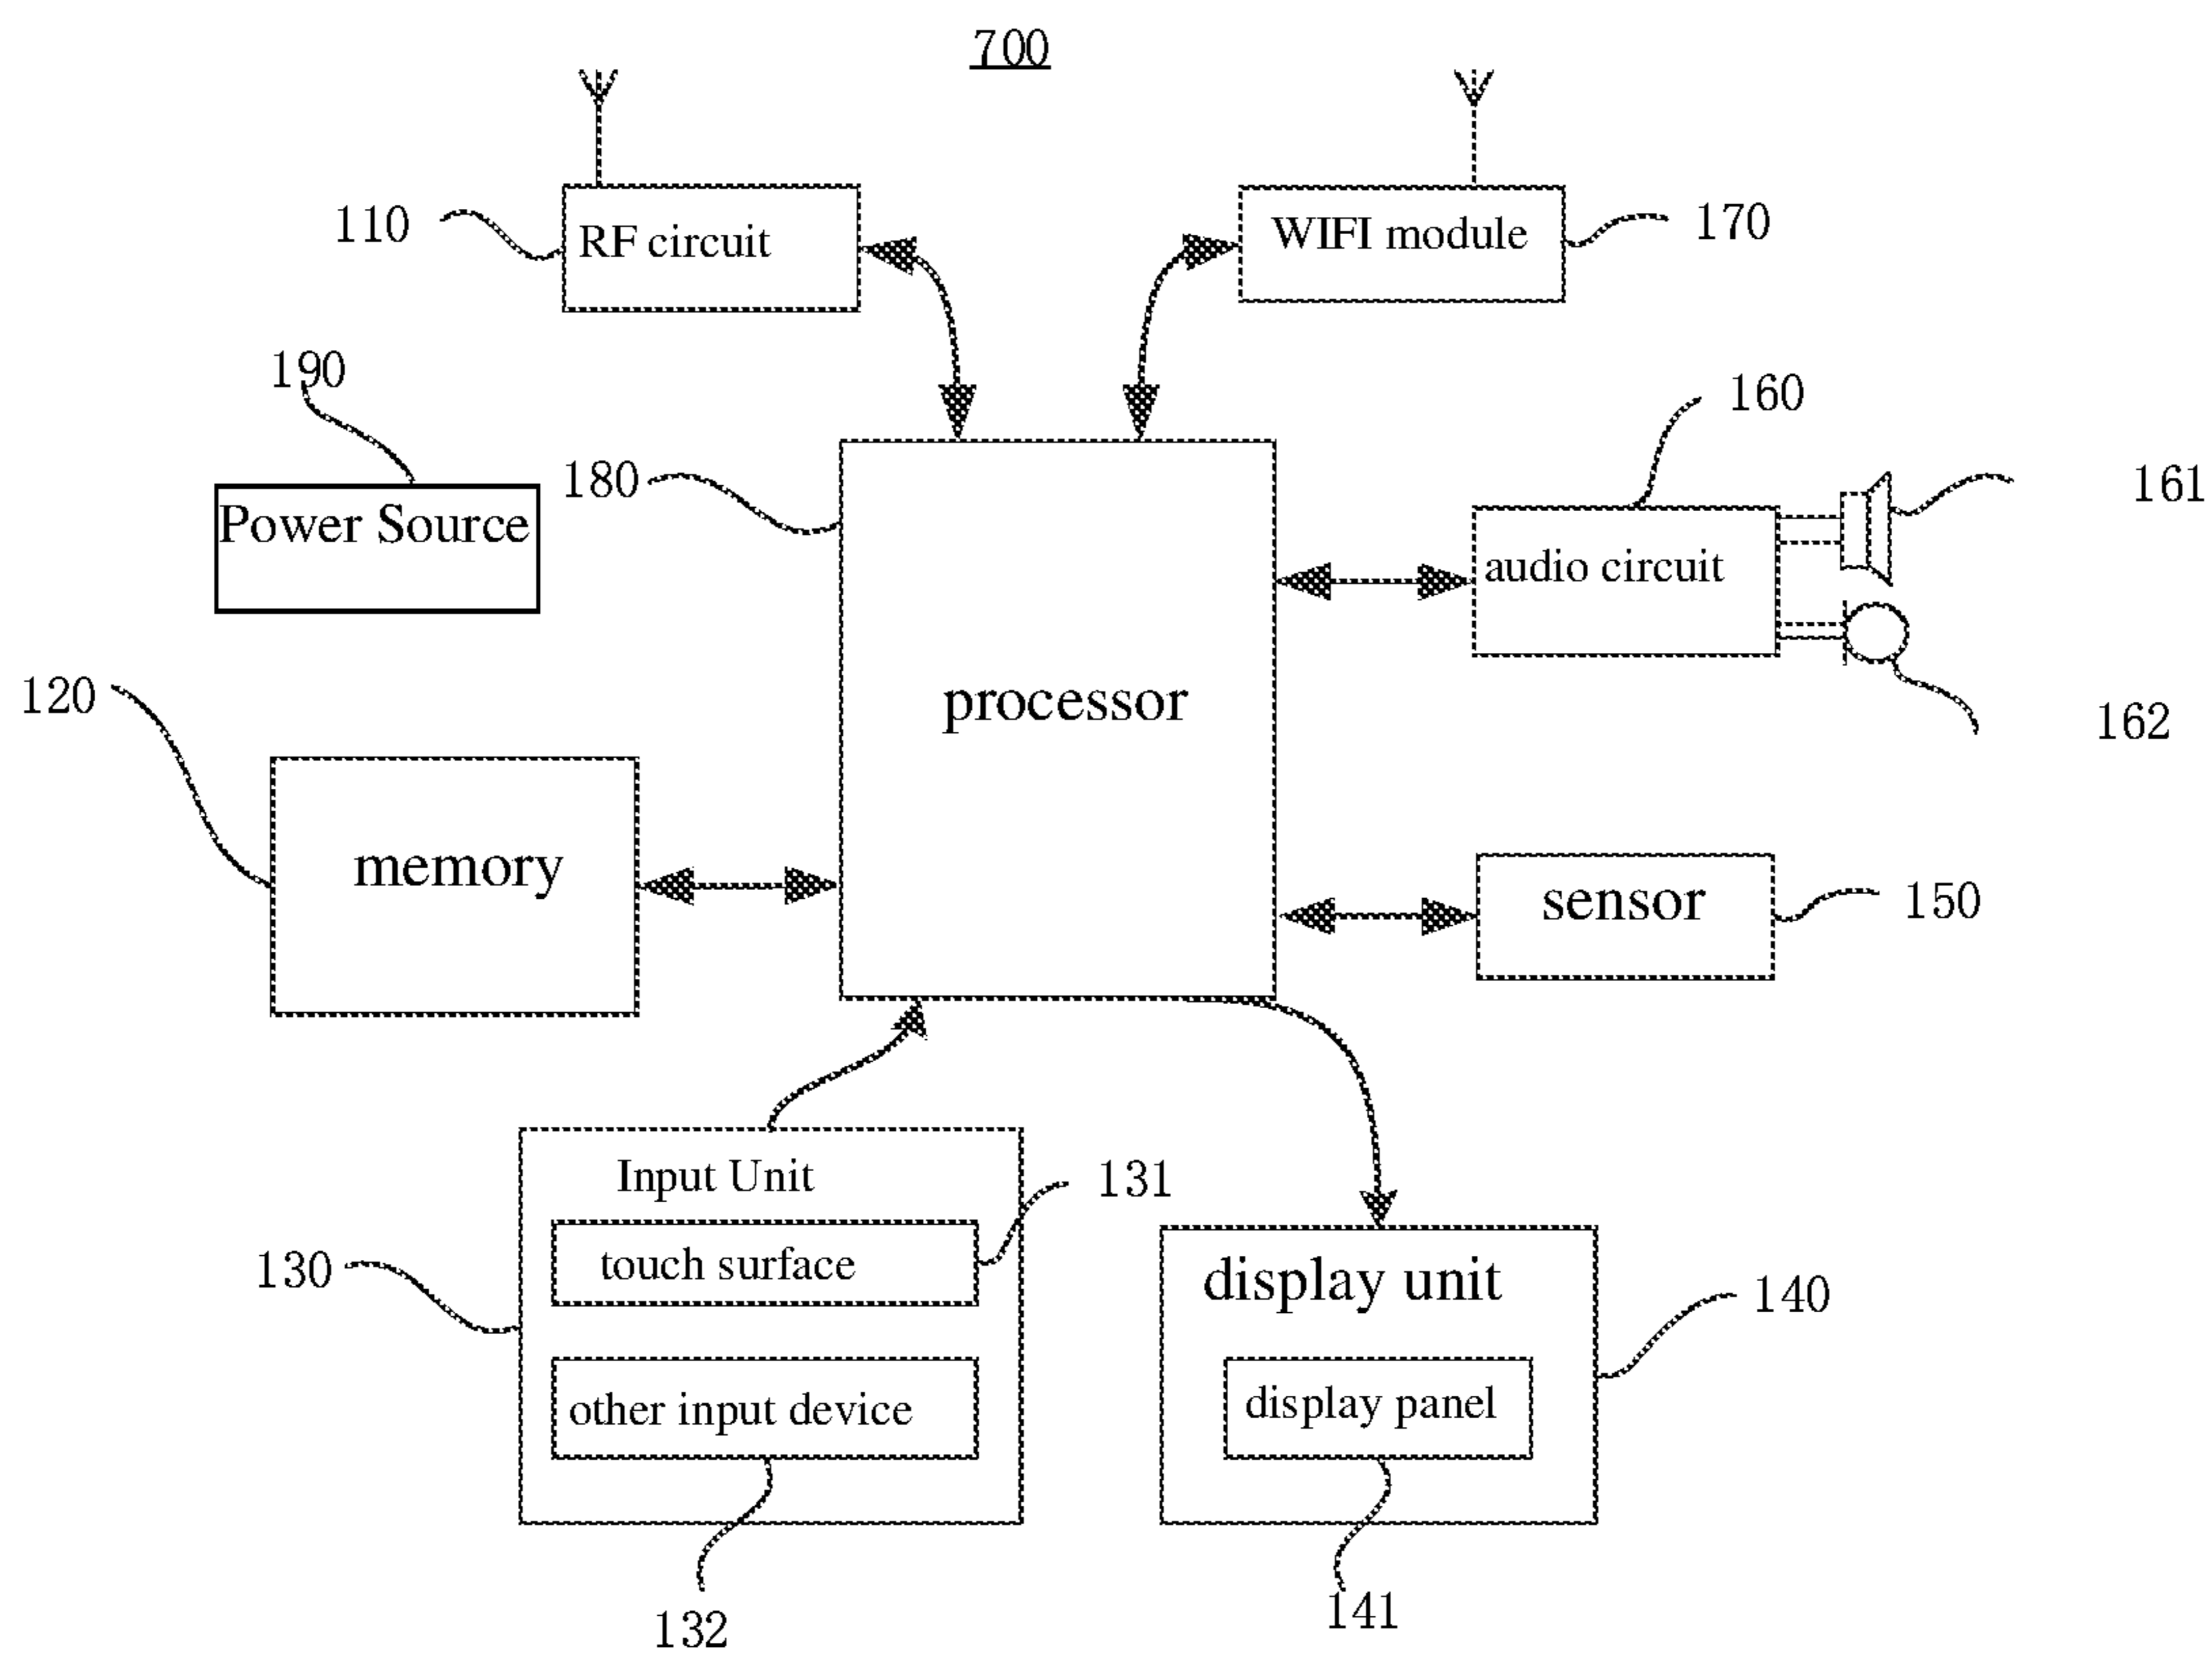 700
110
RF circuit
WIFI module
170
190
Power Source
180
160
161
audio circuit
162
processor
120
memory
sensor
150
Input Unit
131
touch surface
130
other input device
132
display unit
140
display panel
141